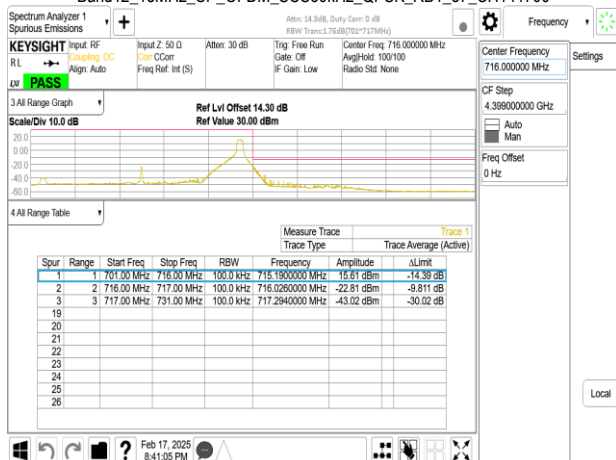 Spectrum Analyzer 1
Spurious Emissions
Attn: 14.3dB, Duty Corr: 0 dB
RBW Trans:1.76dB(701~717MHz)
Frequency
Settings
KEYSIGHT
Input: RF
Input Z: 50 Ω
Atten: 30 dB
Trig: Free Run
Center Freq: 716.000000 MHz
RL
Coupling: DC
Corr CCorr
Gate: Off
Avg|Hold: 100/100
Align: Auto
Freq Ref: Int (S)
IF Gain: Low
Radio Std: None
LXI
PASS
Center Frequency
716.000000 MHz
CF Step
4.399000000 GHz
Auto
Man
Freq Offset
0 Hz
Local
3 All Range Graph
Ref Lvl Offset 14.30 dB
Scale/Div 10.0 dB
Ref Value 30.00 dBm
20.0
0.00
-20.0
-40.0
-60.0
4 All Range Table
Measure Trace Trace 1
Trace Type Trace Average (Active)
Spur Range Start Freq Stop Freq RBW Frequency Amplitude ΔLimit
1 1 701.00 MHz 716.00 MHz 100.0 kHz 715.1900000 MHz 15.61 dBm -14.39 dB
2 2 716.00 MHz 717.00 MHz 100.0 kHz 716.0260000 MHz -22.81 dBm -9.811 dB
3 3 717.00 MHz 731.00 MHz 100.0 kHz 717.2940000 MHz -43.02 dBm -30.02 dB
19
20
21
22
23
24
25
26
Feb 17, 2025
8:41:05 PM